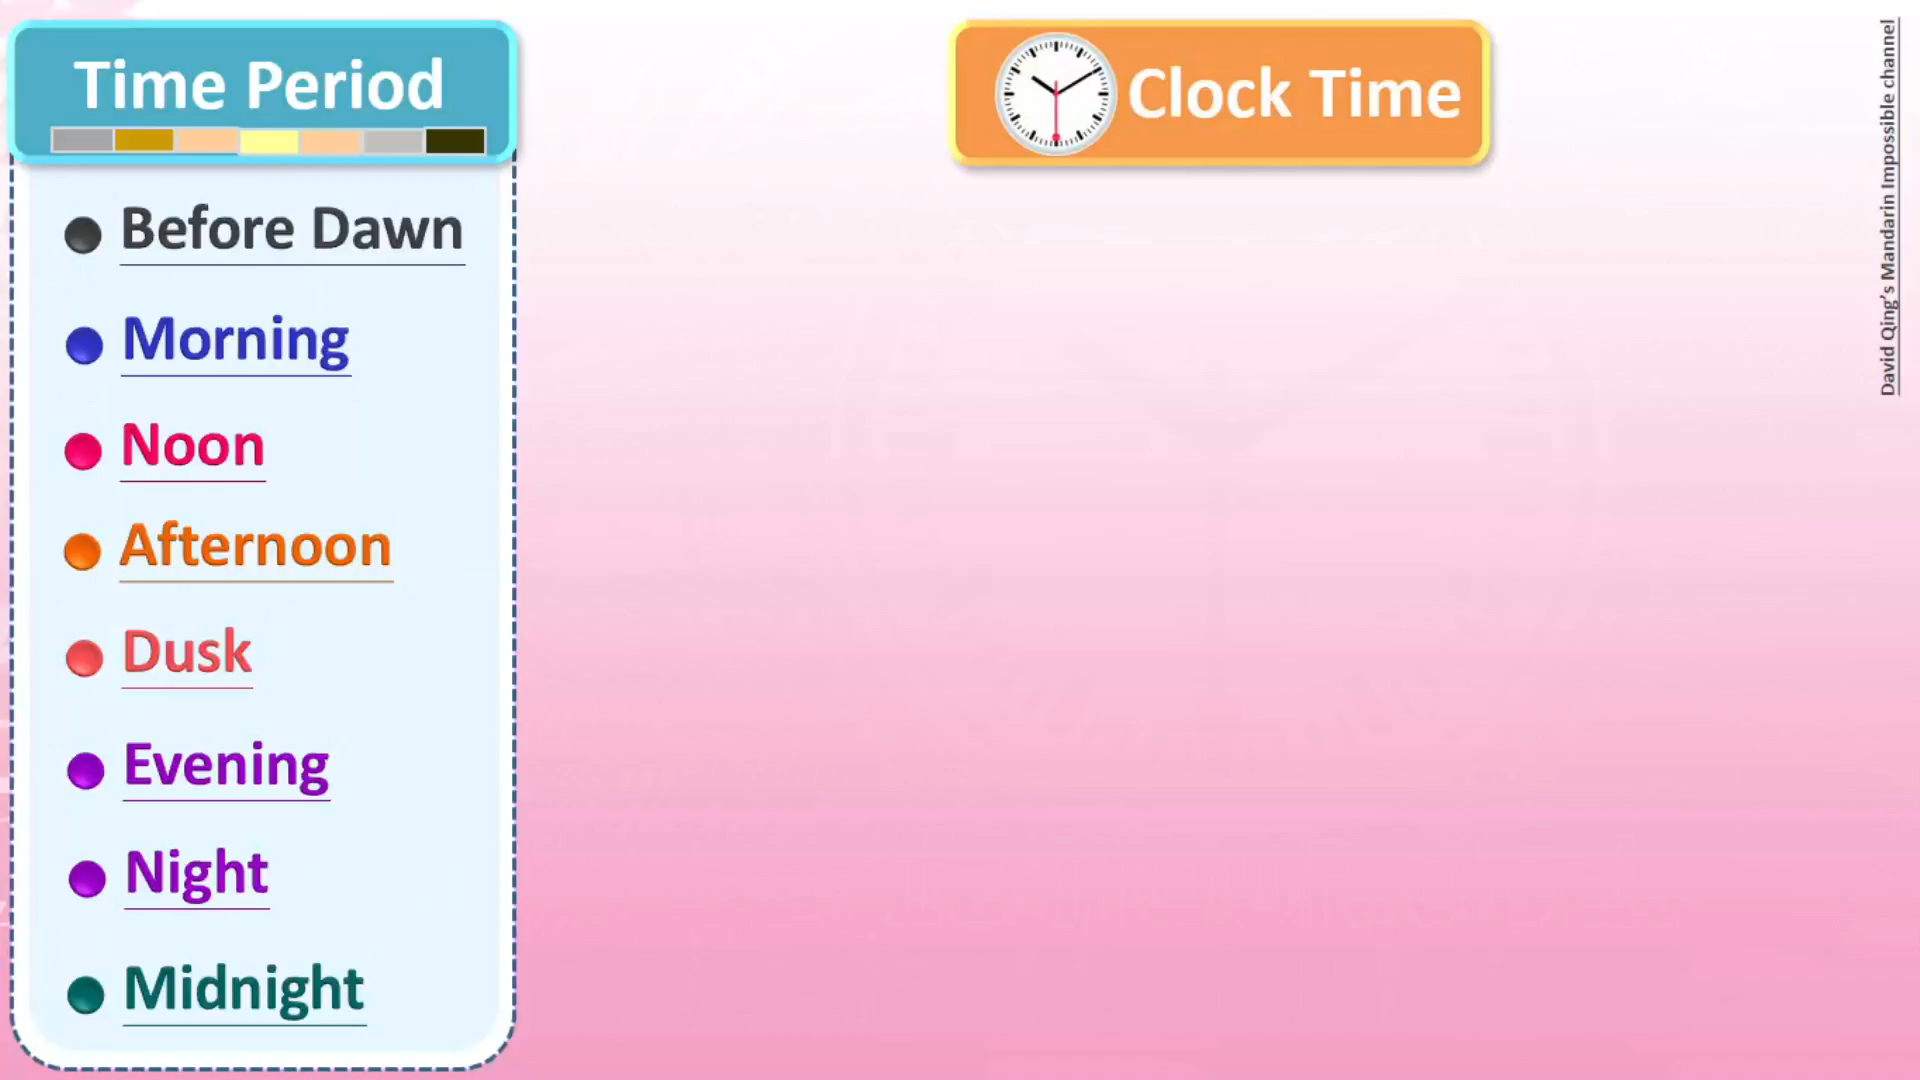 Time Period
Before Dawn
Morning
Noon
Afternoon
Dusk
Evening
Night
Midnight
Clock Time
David Qing's Mandarin Impossible channel